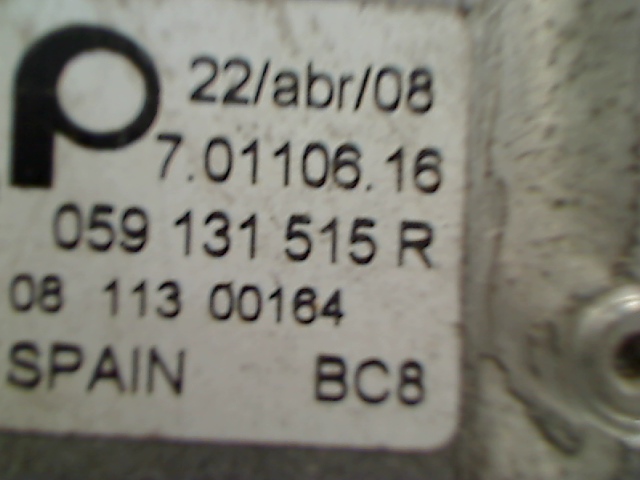 22/abr/08
7.01106.16
059 131 515 R
08 113 00164
SPAIN BC8